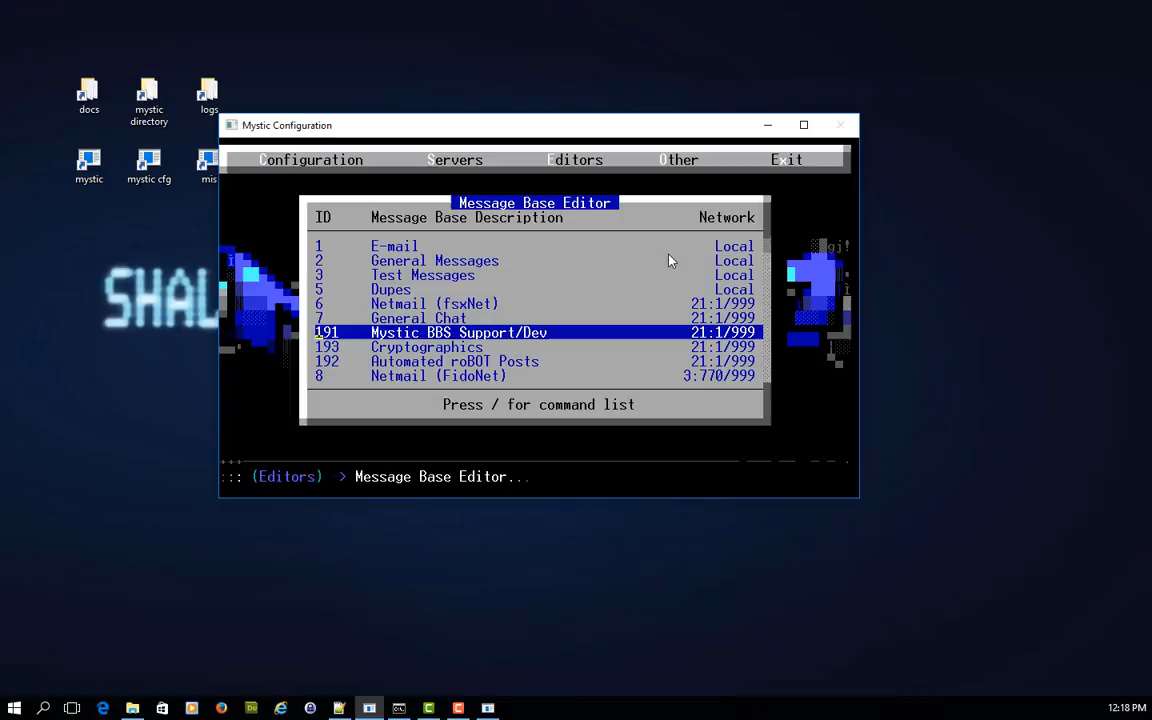 docs
mystic directory
logs
mystic
mystic cfg
mis
SHAL
Mystic Configuration
Configuration Servers Editors Other Exit
Message Base Editor
ID Message Base Description Network
1 E-mail Local
2 General Messages Local
3 Test Messages Local
5 Dupes Local
6 Netmail (fsxNet) 21:1/999
7 General Chat 21:1/999
191 Mystic BBS Support/Dev 21:1/999
193 Cryptographics 21:1/999
192 Automated roBOT Posts 21:1/999
8 Netmail (FidoNet) 3:770/999
Press / for command list
gj!
::: (Editors) -> Message Base Editor...
12:18 PM